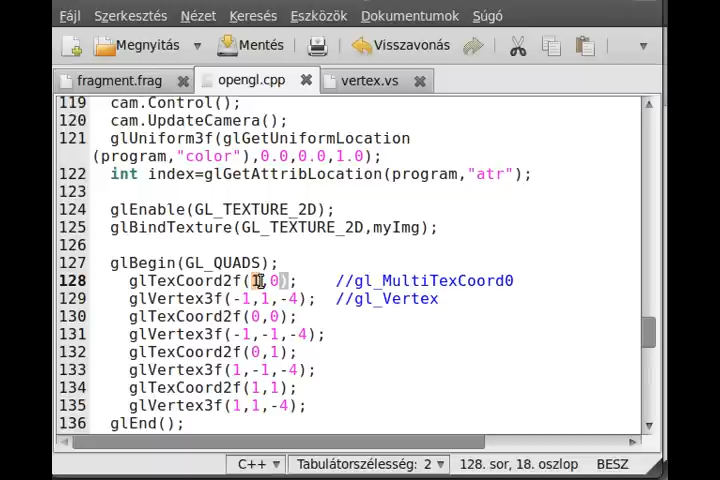 Fájl Szerkesztés Nézet Keresés Eszközök Dokumentumok Súgó
Megnyitás Mentés Visszavonás
fragment.frag opengl.cpp vertex.vs
119 cam.Control();
120 cam.UpdateCamera();
121 glUniform3f(glGetUniformLocation
(program,"color"),0.0,0.0,1.0);
122 int index=glGetAttribLocation(program,"atr");
123
124 glEnable(GL_TEXTURE_2D);
125 glBindTexture(GL_TEXTURE_2D,myImg);
126
127 glBegin(GL_QUADS);
128 glTexCoord2f(1,0); //gl_MultiTexCoord0
129 glVertex3f(-1,1,-4); //gl_Vertex
130 glTexCoord2f(0,0);
131 glVertex3f(-1,-1,-4);
132 glTexCoord2f(0,1);
133 glVertex3f(1,-1,-4);
134 glTexCoord2f(1,1);
135 glVertex3f(1,1,-4);
136 glEnd();
C++ Tabulátorszélesség: 2 128. sor, 18. oszlop BESZ